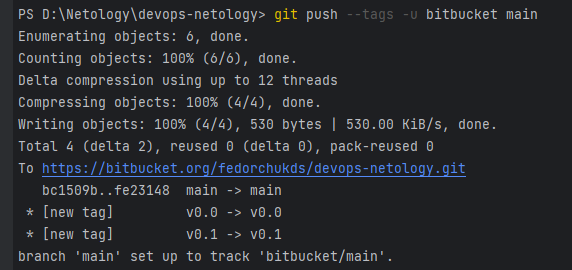 PS D:\Netology\devops-netology> git push --tags -u bitbucket main
Enumerating objects: 6, done.
Counting objects: 100% (6/6), done.
Delta compression using up to 12 threads
Compressing objects: 100% (4/4), done.
Writing objects: 100% (4/4), 530 bytes | 530.00 KiB/s, done.
Total 4 (delta 2), reused 0 (delta 0), pack-reused 0
To https://bitbucket.org/fedorchukds/devops-netology.git
   bc1509b..fe23148  main -> main
 * [new tag]         v0.0 -> v0.0
 * [new tag]         v0.1 -> v0.1
branch 'main' set up to track 'bitbucket/main'.